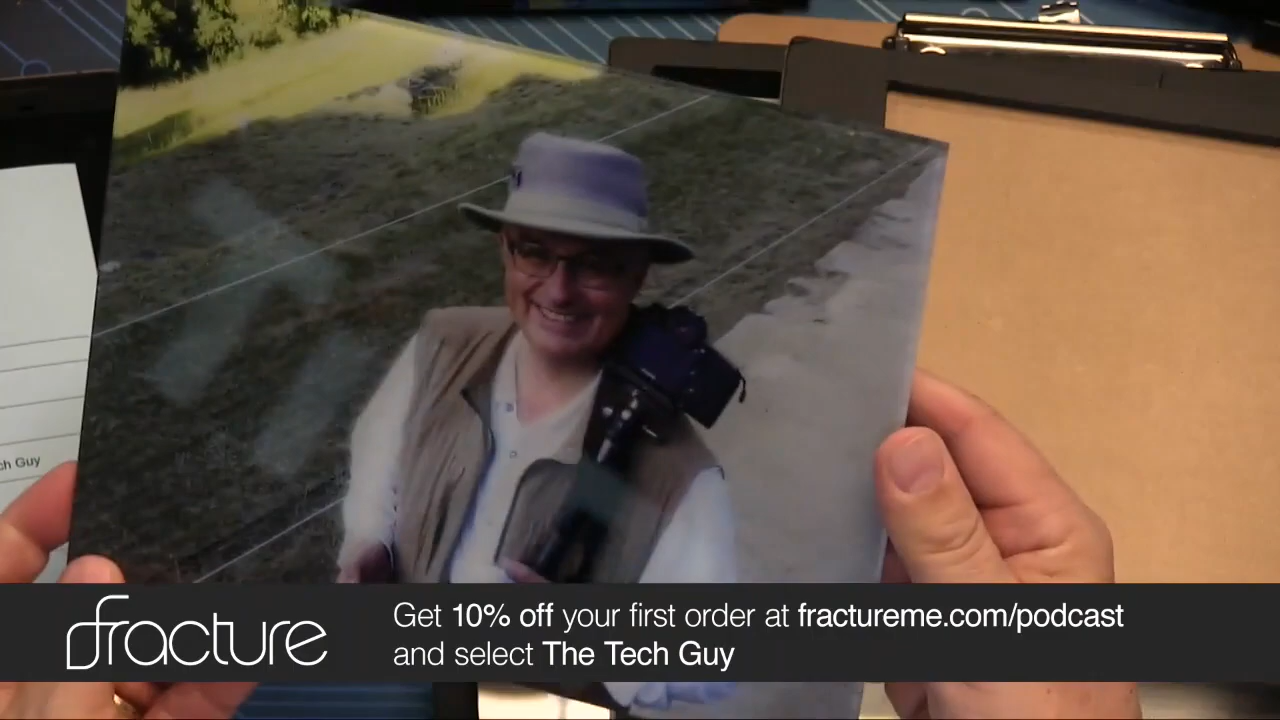 ch Guy
fracture
Get 10% off your first order at fractureme.com/podcast
and select The Tech Guy